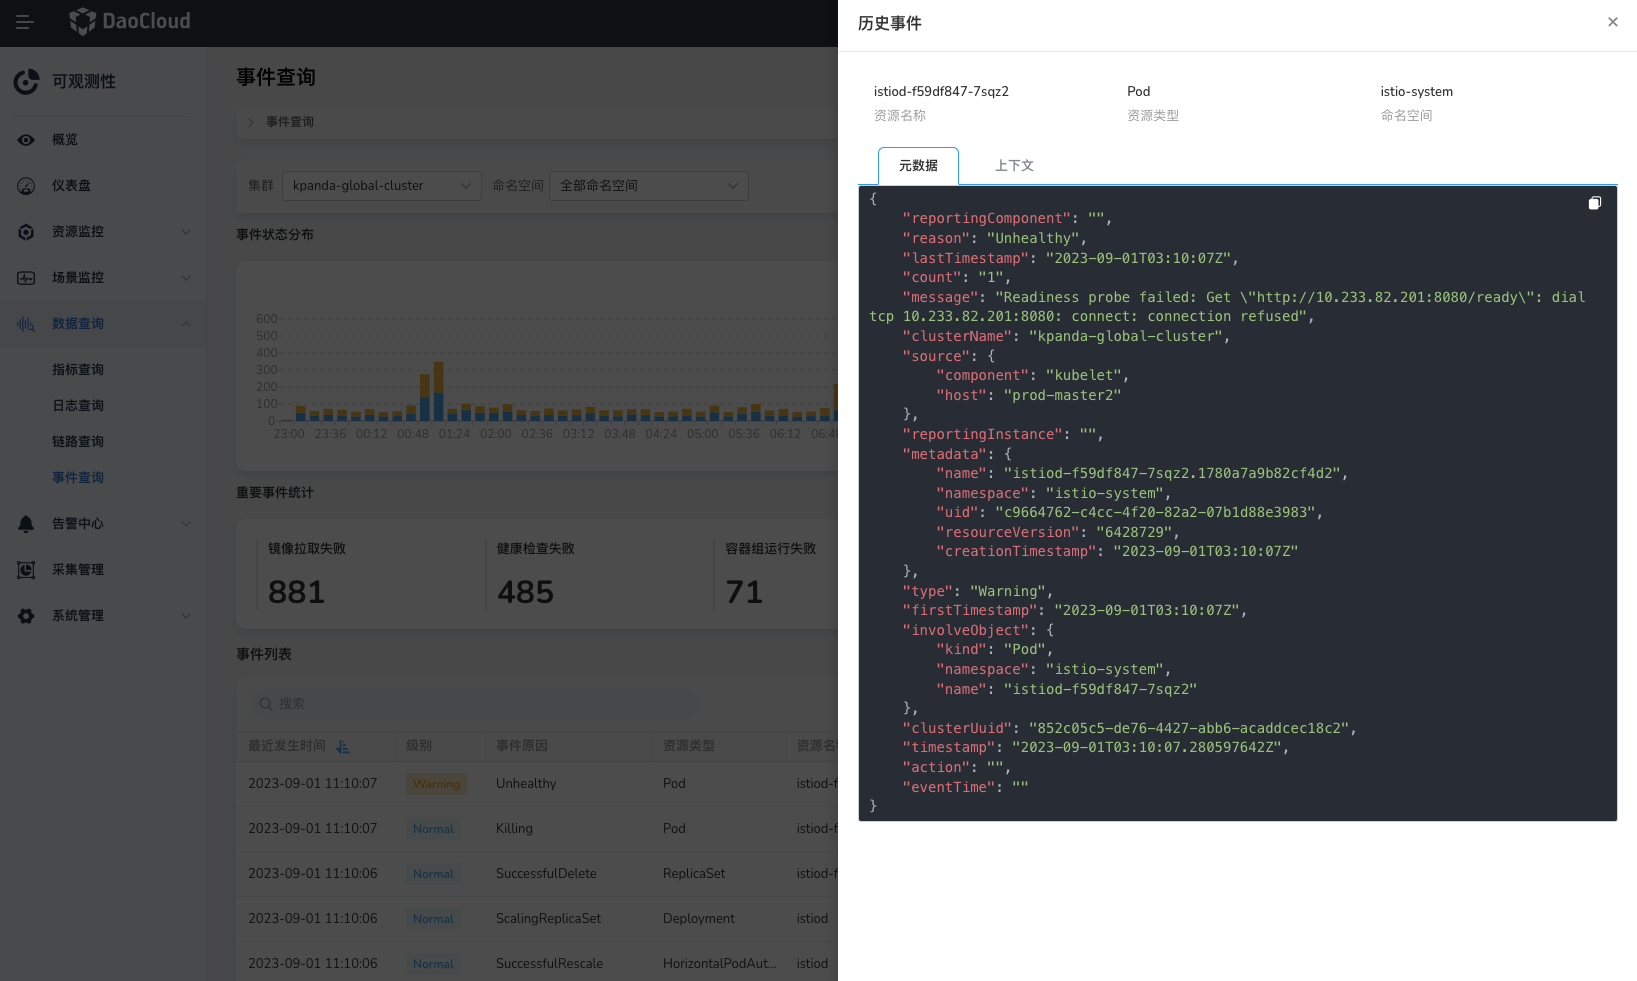 DaoCloud
可观测性
概览
仪表盘
资源监控
场景监控
数据查询
指标查询
日志查询
链路查询
事件查询
告警中心
采集管理
系统管理
事件查询
事件查询
集群 kpanda-global-cluster 命名空间 全部命名空间
事件状态分布
600
500
400
300
200
100
0
23:00 23:36 00:12 00:48 01:24 02:00 02:36 03:12 03:48 04:24 05:00 05:36 06:12 06:48
重要事件统计
镜像拉取失败 健康检查失败 容器组运行失败
881 485 71
事件列表
搜索
最近发生时间 级别 事件原因 资源类型 资源名
2023-09-01 11:10:07 Warning Unhealthy Pod istiod-f
2023-09-01 11:10:07 Normal Killing Pod istiod-f
2023-09-01 11:10:06 Normal SuccessfulDelete ReplicaSet istiod-f
2023-09-01 11:10:06 Normal ScalingReplicaSet Deployment istiod
2023-09-01 11:10:06 Normal SuccessfulRescale HorizontalPodAut... istiod
历史事件
istiod-f59df847-7sqz2 Pod istio-system
资源名称 资源类型 命名空间
元数据 上下文
{
"reportingComponent": "",
"reason": "Unhealthy",
"lastTimestamp": "2023-09-01T03:10:07Z",
"count": "1",
"message": "Readiness probe failed: Get \"http://10.233.82.201:8080/ready\": dial
tcp 10.233.82.201:8080: connect: connection refused",
"clusterName": "kpanda-global-cluster",
"source": {
"component": "kubelet",
"host": "prod-master2"
},
"reportingInstance": "",
"metadata": {
"name": "istiod-f59df847-7sqz2.1780a7a9b82cf4d2",
"namespace": "istio-system",
"uid": "c9664762-c4cc-4f20-82a2-07b1d88e3983",
"resourceVersion": "6428729",
"creationTimestamp": "2023-09-01T03:10:07Z"
},
"type": "Warning",
"firstTimestamp": "2023-09-01T03:10:07Z",
"involveObject": {
"kind": "Pod",
"namespace": "istio-system",
"name": "istiod-f59df847-7sqz2"
},
"clusterUuid": "852c05c5-de76-4427-abb6-acaddcec18c2",
"timestamp": "2023-09-01T03:10:07.280597642Z",
"action": "",
"eventTime": ""
}